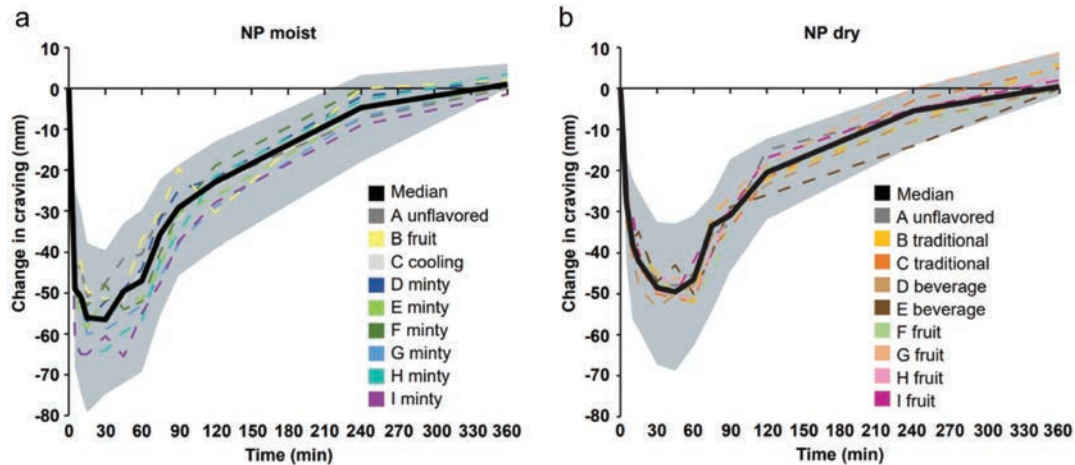 a
NP moist
10
0
-10
-20
-30
-40
-50
-60
-70
-80
Change in craving (mm)
0 30 60 90 120 150 180 210 240 270 300 330 360
Time (min)
Median
A unflavored
B fruit
C cooling
D minty
E minty
F minty
G minty
H minty
I minty
b
NP dry
10
0
-10
-20
-30
-40
-50
-60
-70
-80
Change in craving (mm)
0 30 60 90 120 150 180 210 240 270 300 330 360
Time (min)
Median
A unflavored
B traditional
C traditional
D beverage
E beverage
F fruit
G fruit
H fruit
I fruit